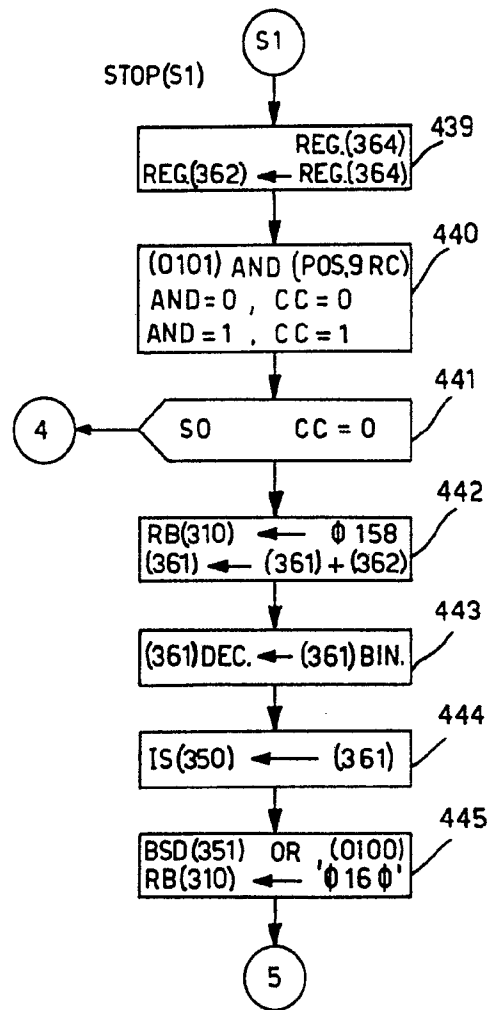 S1
STOP(S1)
439
REG.(364)
REG.(362) ← REG.(364)
440
(0101) AND (POS,9 RC)
AND=0 , CC=0
AND=1 , CC=1
441
4
SO CC=0
442
RB(310) ← ϕ158
(361) ← (361)+(362)
443
(361)DEC. ← (361)BIN.
444
IS(350) ← (361)
445
BSD(351) OR ,(0100)
RB(310) ← 'ϕ16ϕ'
5